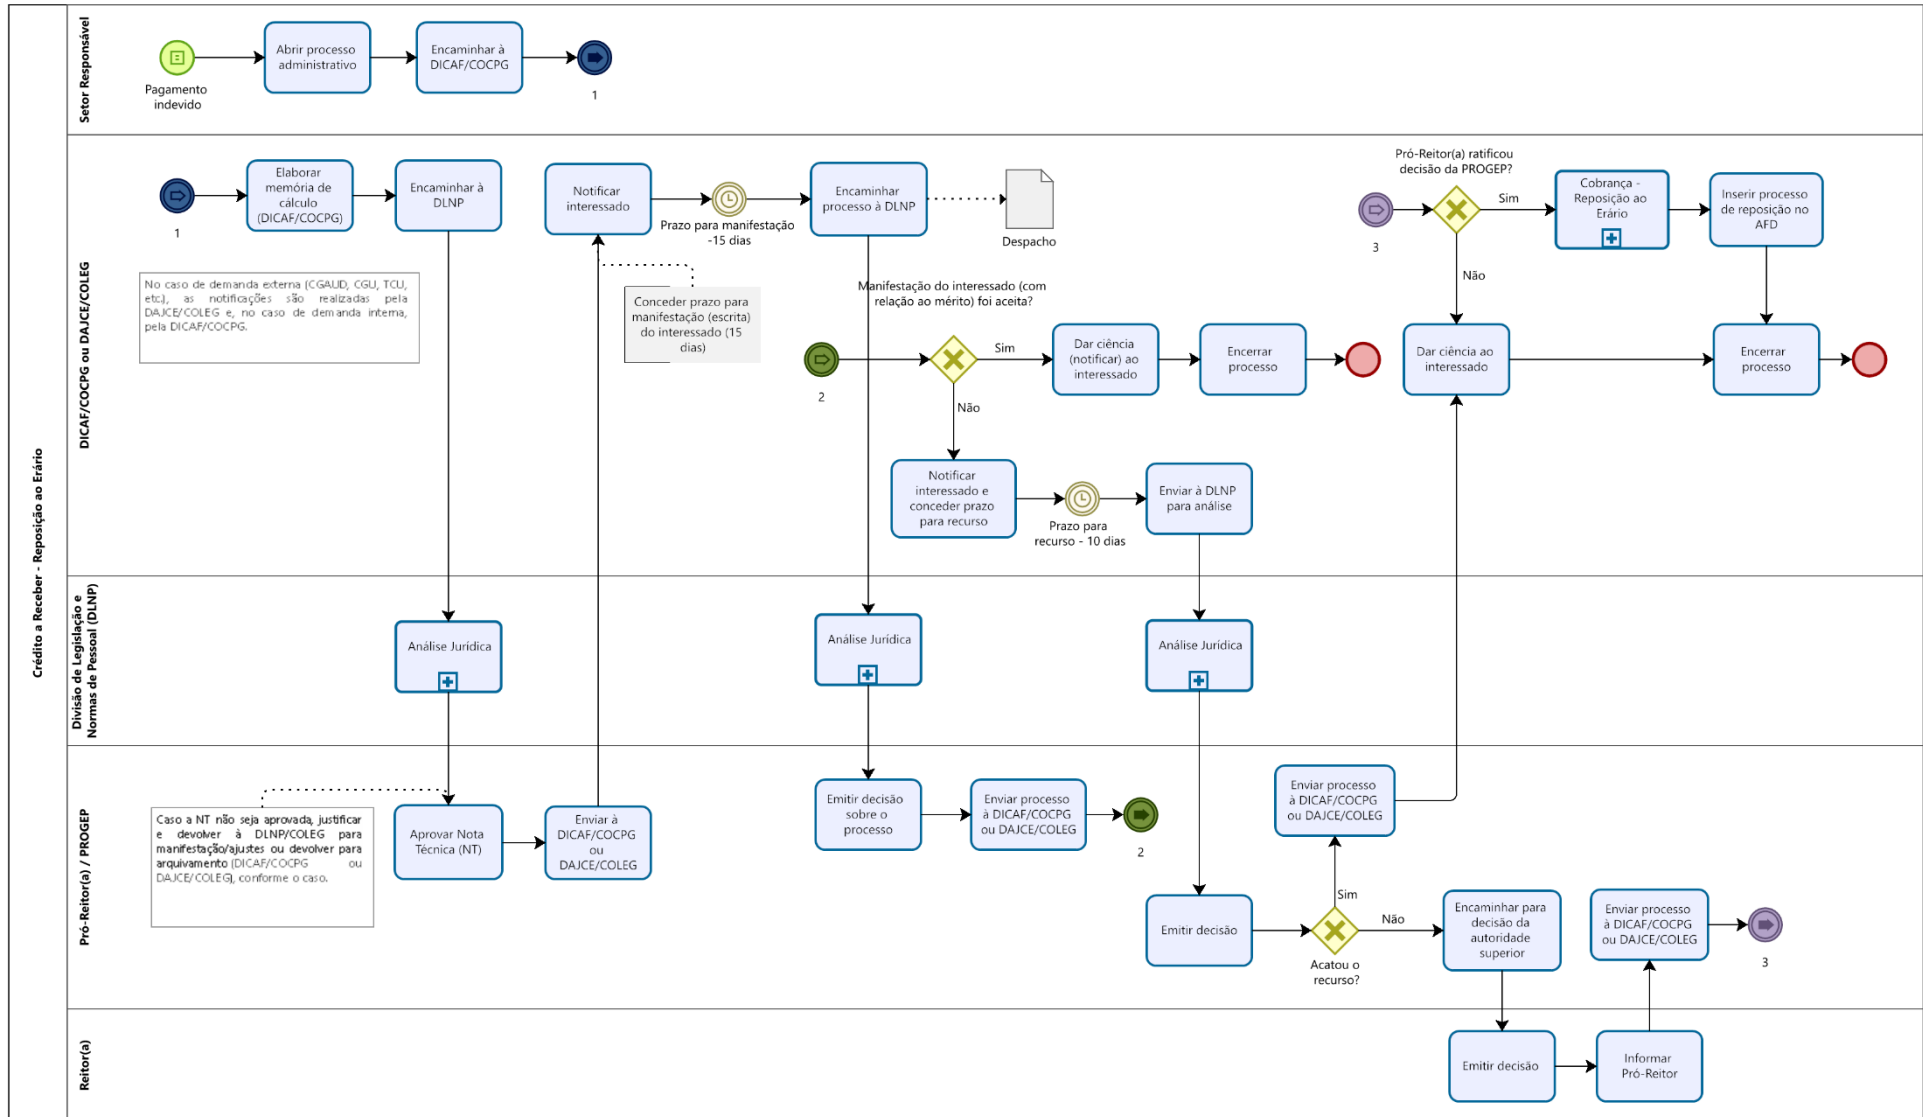 Crédito a Receber - Reposição ao Erário
Setor Responsável
Pagamento
indevido
Abrir processo
administrativo
Encaminhar à
DICAF/COCPG
1
DICAF/COCPG ou DAJCE/COLEG
1
Elaborar
memória de
cálculo
(DICAF/COCPG)
Encaminhar à
DLNP
No caso de demanda externa (CGAUD, CGU, TCU,
etc.), as notificações são realizadas pela
DAJCE/COLEG e, no caso de demanda interna,
pela DICAF/COCPG.
Notificar
interessado
Prazo para manifestação
-15 dias
Conceder prazo para
manifestação (escrita)
do interessado (15
dias)
Encaminhar
processo à DLNP
Despacho
Manifestação do interessado (com
relação ao mérito) foi aceita?
2
Sim
Dar ciência
(notificar) ao
interessado
Encerrar
processo
Não
Notificar
interessado e
conceder prazo
para recurso
Prazo para
recurso - 10 dias
Enviar à DLNP
para análise
Pró-Reitor(a) ratificou
decisão da PROGEP?
3
Sim
Cobrança -
Reposição ao
Erário
Inserir processo
de reposição no
AFD
Não
Dar ciência ao
interessado
Encerrar
processo
Divisão de Legislação e
Normas de Pessoal (DLNP)
Análise Jurídica
Análise Jurídica
Análise Jurídica
Pró-Reitor(a) / PROGEP
Caso a NT não seja aprovada, justificar
e devolver à DLNP/COLEG para
manifestação/ajustes ou devolver para
arquivamento (DICAF/COCPG ou
DAJCE/COLEG), conforme o caso.
Aprovar Nota
Técnica (NT)
Enviar à
DICAF/COCPG
ou
DAJCE/COLEG
Emitir decisão
sobre o
processo
Enviar processo
à DICAF/COCPG
ou DAJCE/COLEG
2
Emitir decisão
Acatou o
recurso?
Sim
Enviar processo
à DICAF/COCPG
ou DAJCE/COLEG
Não
Encaminhar para
decisão da
autoridade
superior
Enviar processo
à DICAF/COCPG
ou DAJCE/COLEG
3
Reitor(a)
Emitir decisão
Informar
Pró-Reitor